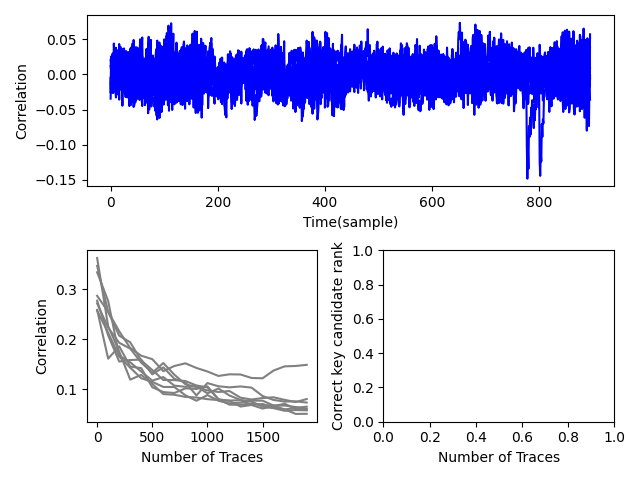 0.05
0.00
−0.05
−0.10
−0.15
Correlation
0 200 400 600 800
Time(sample)
0.3
0.2
0.1
Correlation
0 500 1000 1500
Number of Traces
1.0
0.8
0.6
0.4
0.2
0.0
Correct key candidate rank
0.0 0.2 0.4 0.6 0.8 1.0
Number of Traces